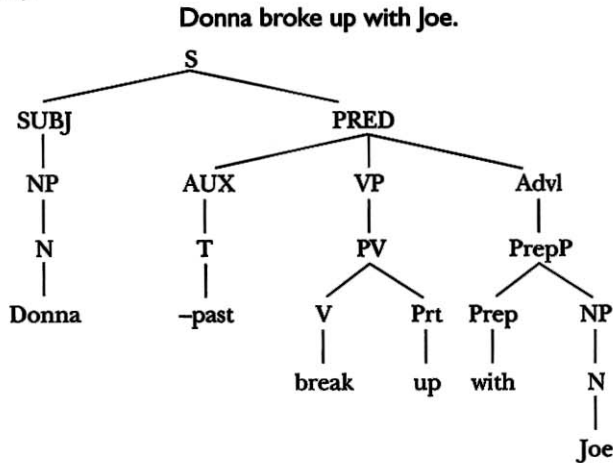 Donna broke up with Joe.
S
SUBJ PRED
NP AUX VP Advl
N T PV PrepP
Donna –past V Prt Prep NP
break up with N
Joe